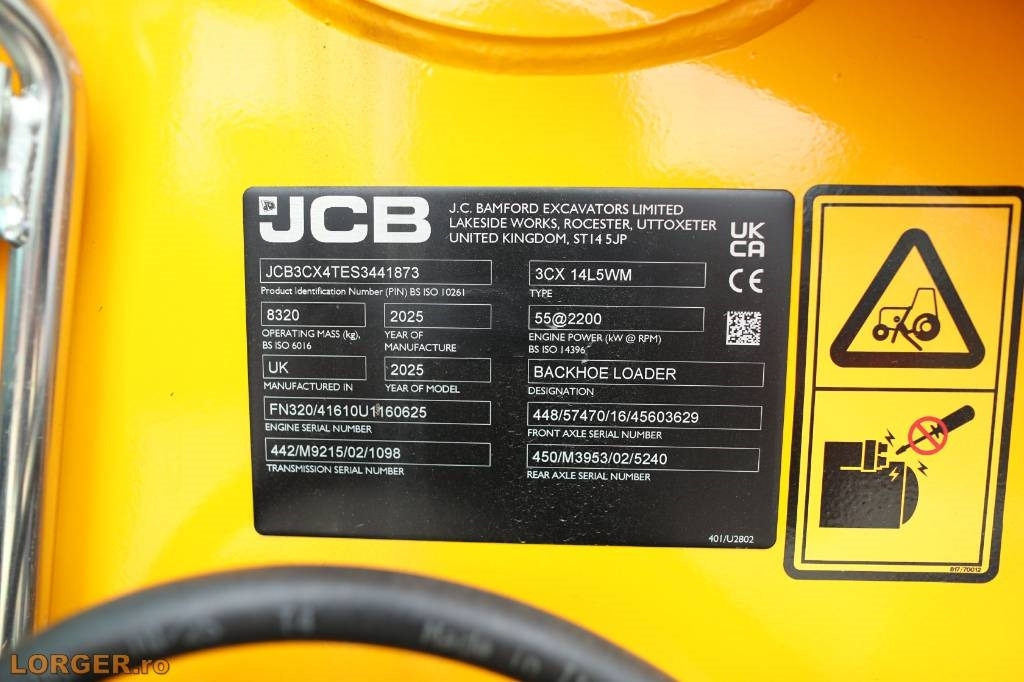 JCB
J.C. BAMFORD EXCAVATORS LIMITED
LAKESIDE WORKS, ROCESTER, UTTOXETER
UNITED KINGDOM, ST14 5JP
UK
CA
CE
JCB3CX4TES3441873
Product Identification Number (PIN) BS ISO 10261
3CX 14L5WM
TYPE
8320
OPERATING MASS (kg),
BS ISO 6016
2025
YEAR OF
MANUFACTURE
55@2200
ENGINE POWER (kW @ RPM)
BS ISO 14396
UK
MANUFACTURED IN
2025
YEAR OF MODEL
BACKHOE LOADER
DESIGNATION
FN320/41610U1160625
ENGINE SERIAL NUMBER
448/57470/16/45603629
FRONT AXLE SERIAL NUMBER
442/M9215/02/1098
TRANSMISSION SERIAL NUMBER
450/M3953/02/5240
REAR AXLE SERIAL NUMBER
401/U2802
817/70012
Made in
LORGER.ro